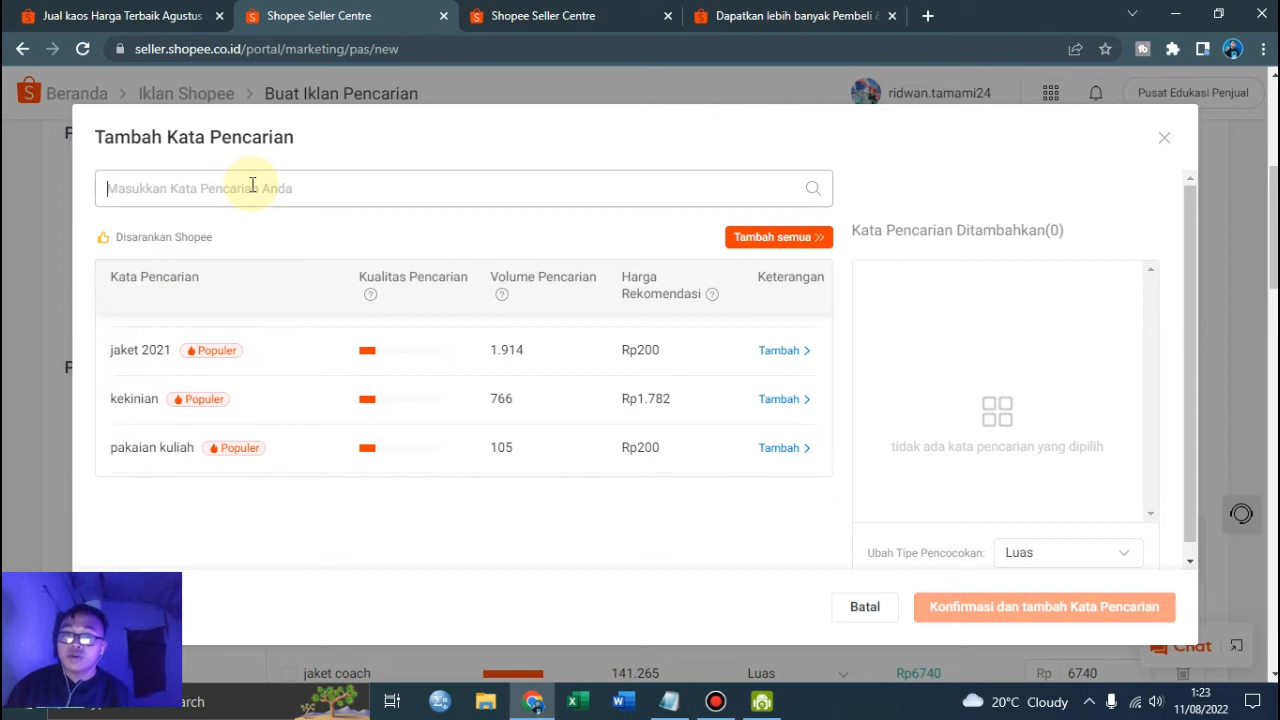 Jual kaos Harga Terbaik Agustus
Shopee Seller Centre
Shopee Seller Centre
Dapatkan lebih banyak Pembeli &
seller.shopee.co.id/portal/marketing/pas/new
Beranda > Iklan Shopee > Buat Iklan Pencarian
ridwan.tamami24
Pusat Edukasi Penjual
Tambah Kata Pencarian
Masukkan Kata Pencarian Anda
Disarankan Shopee
Tambah semua
Kata Pencarian Ditambahkan(0)
Kata Pencarian Kualitas Pencarian Volume Pencarian Harga Rekomendasi Keterangan
jaket 2021 Populer 1.914 Rp200 Tambah >
kekinian Populer 766 Rp1.782 Tambah >
pakaian kuliah Populer 105 Rp200 Tambah >
tidak ada kata pencarian yang dipilih
Ubah Tipe Pencocokan: Luas
Batal
Konfirmasi dan tambah Kata Pencarian
Chat
jaket coach 141.265 Luas Rp6740 Rp 6740
earch
20°C Cloudy
1:23
11/08/2022